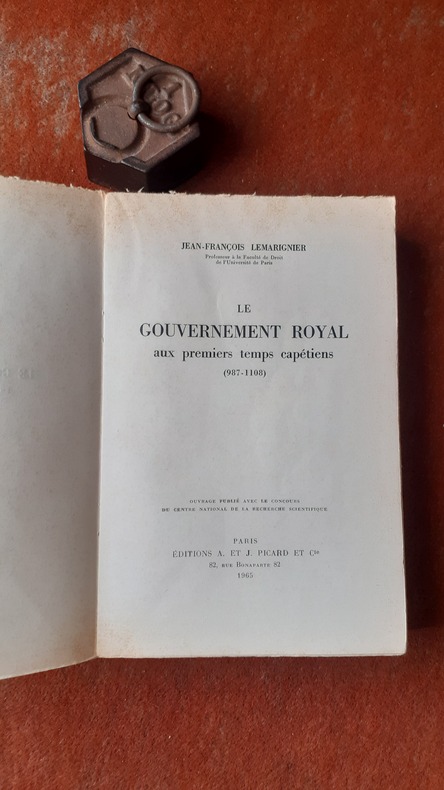 JEAN-FRANÇOIS LEMARIGNIER
Professeur à la Faculté de Droit
de l'Université de Paris
LE
GOUVERNEMENT ROYAL
aux premiers temps capétiens
(987-1108)
OUVRAGE PUBLIÉ AVEC LE CONCOURS
DU CENTRE NATIONAL DE LA RECHERCHE SCIENTIFIQUE
PARIS
ÉDITIONS A. ET J. PICARD ET Cie
82, RUE BONAPARTE 82
1965